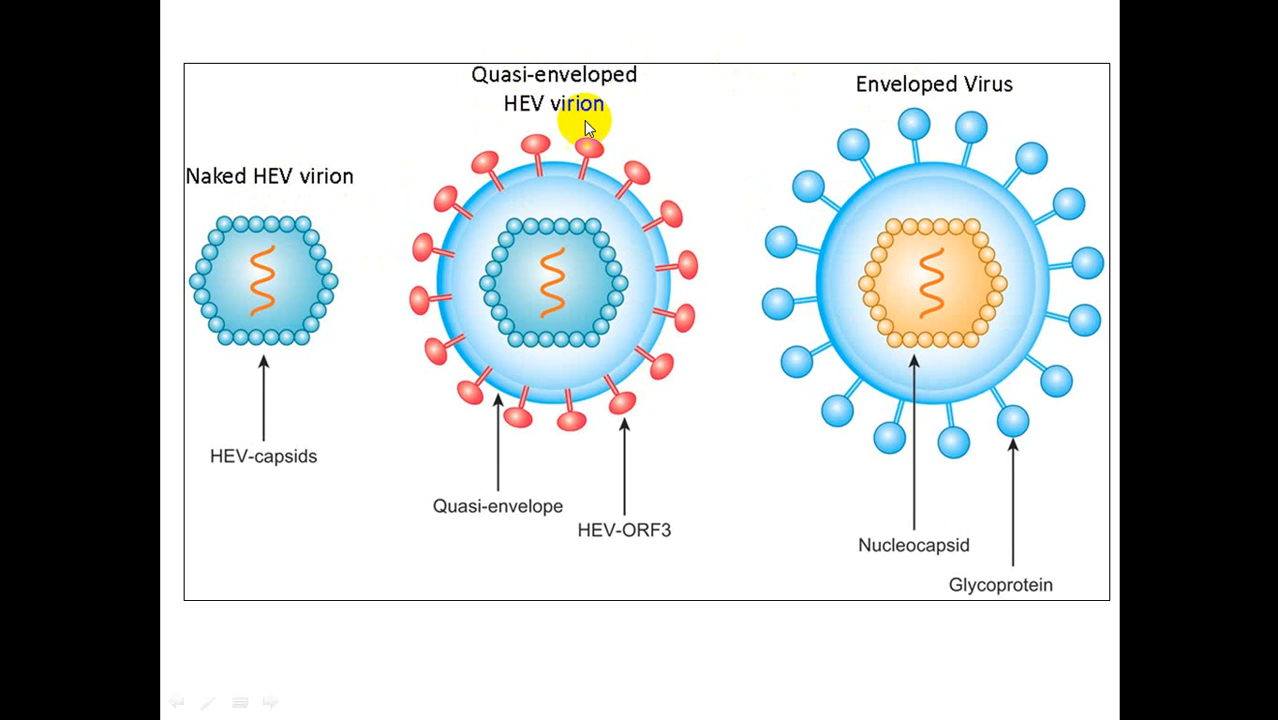 Quasi-enveloped
HEV virion
Enveloped Virus
Naked HEV virion
HEV-capsids
Quasi-envelope
HEV-ORF3
Nucleocapsid
Glycoprotein